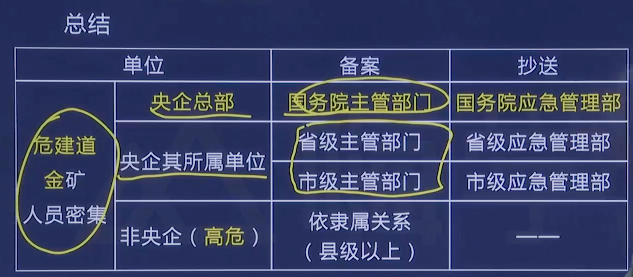 总结
单位 备案 抄送
危建道
金矿
人员密集
央企总部 国务院主管部门 国务院应急管理部
央企其所属单位
省级主管部门 省级应急管理部
市级主管部门 市级应急管理部
非央企（高危） 依隶属关系
（县级以上） ——